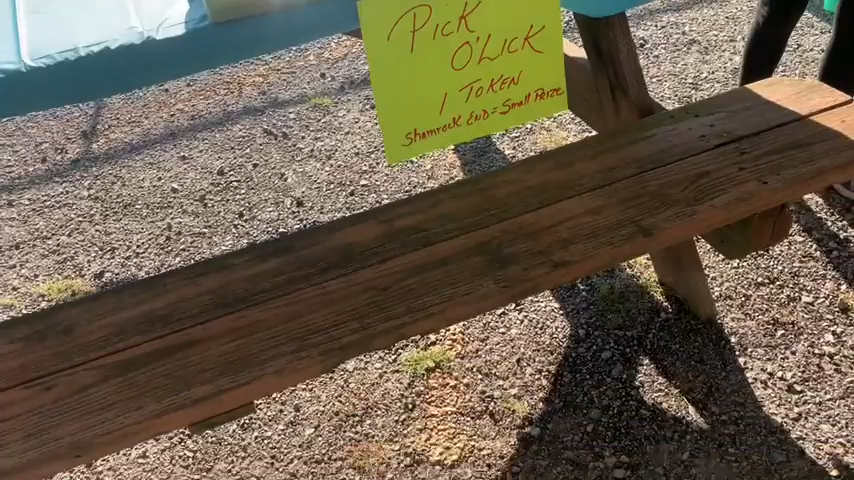 PICK
O'LICK
1 TOKEN
SHAMROCK END = SMALL PRIZE